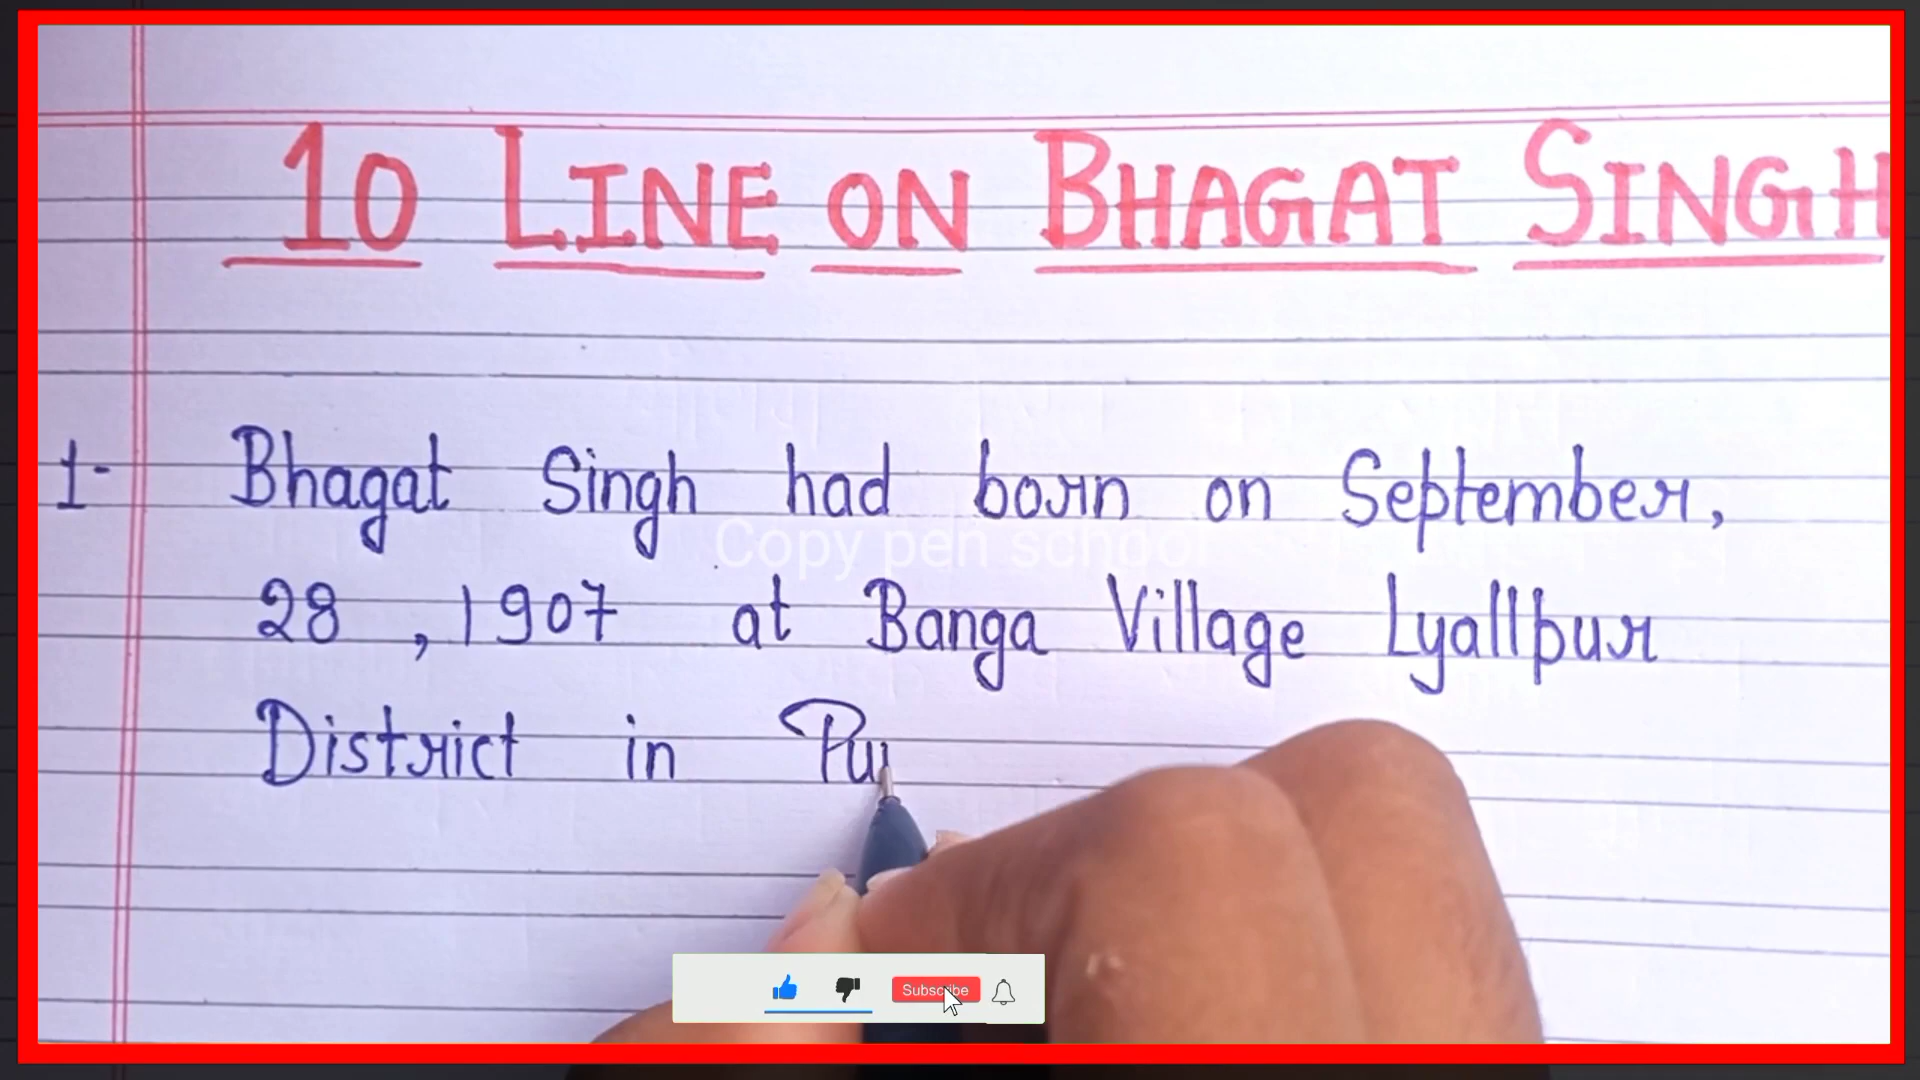 10 LINE ON BHAGAT SINGH
1- Bhagat Singh had born on September,
Copy pen school
28 ,1907 at Banga Village Lyallpur
District in Pu
Subscribe